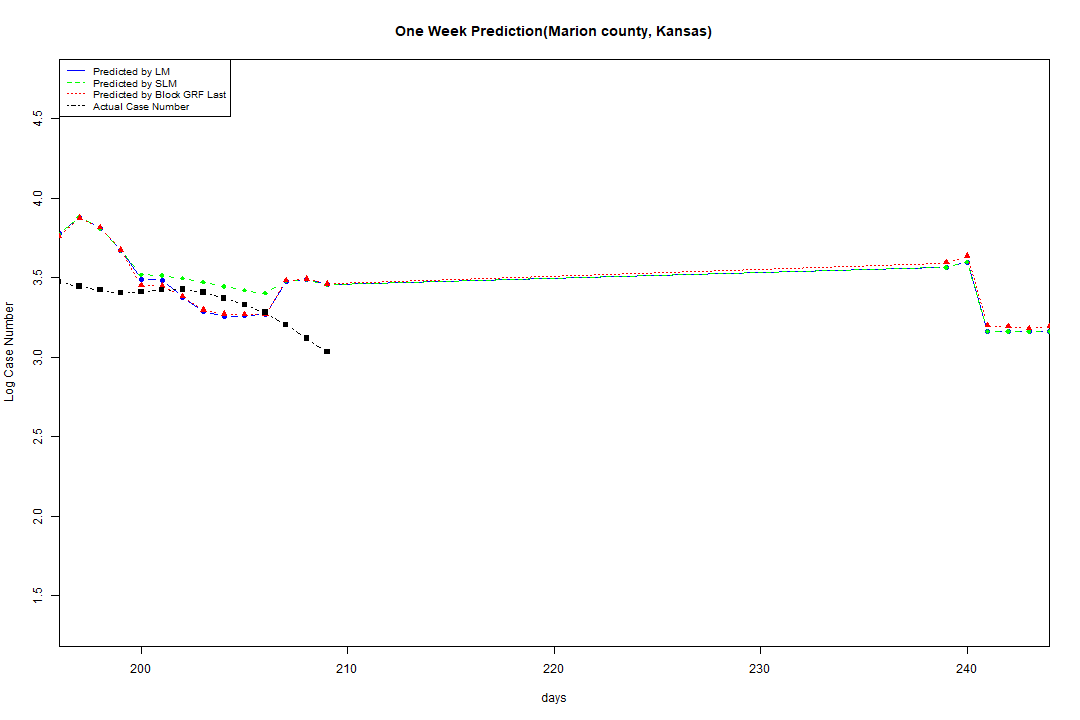 One Week Prediction(Marion county, Kansas)
Predicted by LM
Predicted by SLM
Predicted by Block GRF Last
Actual Case Number
Log Case Number
4.5
4.0
3.5
3.0
2.5
2.0
1.5
200 210 220 230 240
days